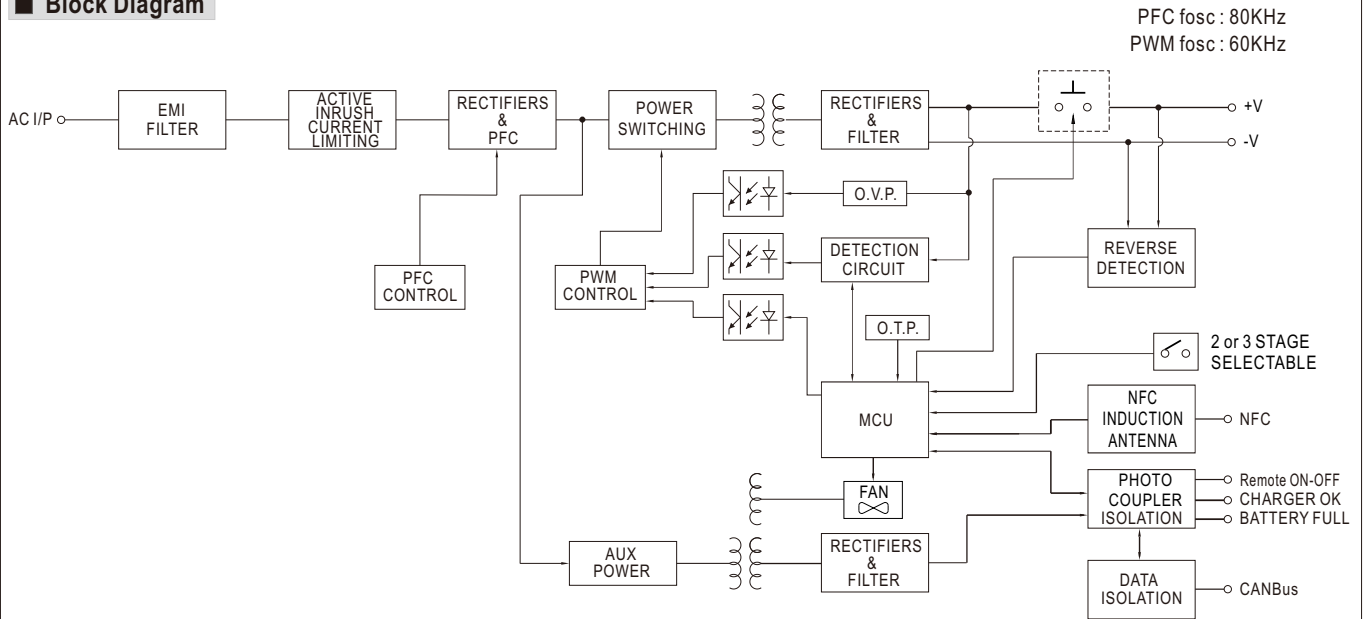 ■ Block Diagram
PFC fosc : 80KHz
PWM fosc : 60KHz
AC I/P
EMI
FILTER
ACTIVE
INRUSH
CURRENT
LIMITING
RECTIFIERS
&
PFC
POWER
SWITCHING
RECTIFIERS
&
FILTER
+V
-V
O.V.P.
PFC
CONTROL
PWM
CONTROL
DETECTION
CIRCUIT
REVERSE
DETECTION
O.T.P.
2 or 3 STAGE
SELECTABLE
MCU
NFC
INDUCTION
ANTENNA
NFC
FAN
PHOTO
COUPLER
ISOLATION
Remote ON-OFF
CHARGER OK
BATTERY FULL
AUX
POWER
RECTIFIERS
&
FILTER
DATA
ISOLATION
CANBus